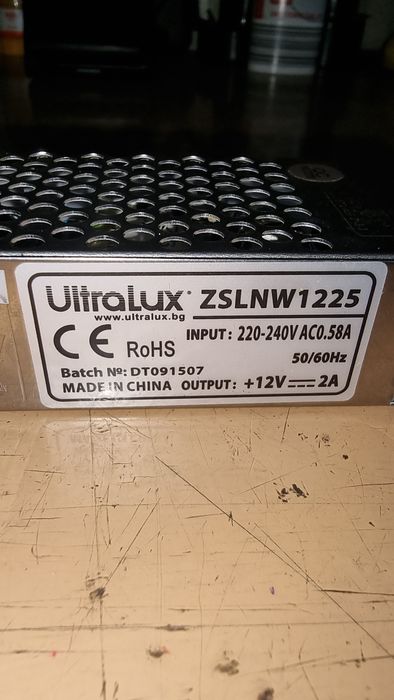 UltraLux® ZSLNW1225
www.ultralux.bg
CE RoHS INPUT: 220-240V AC0.58A
50/60Hz
Batch №: DT091507
MADE IN CHINA OUTPUT: +12V⎓2A